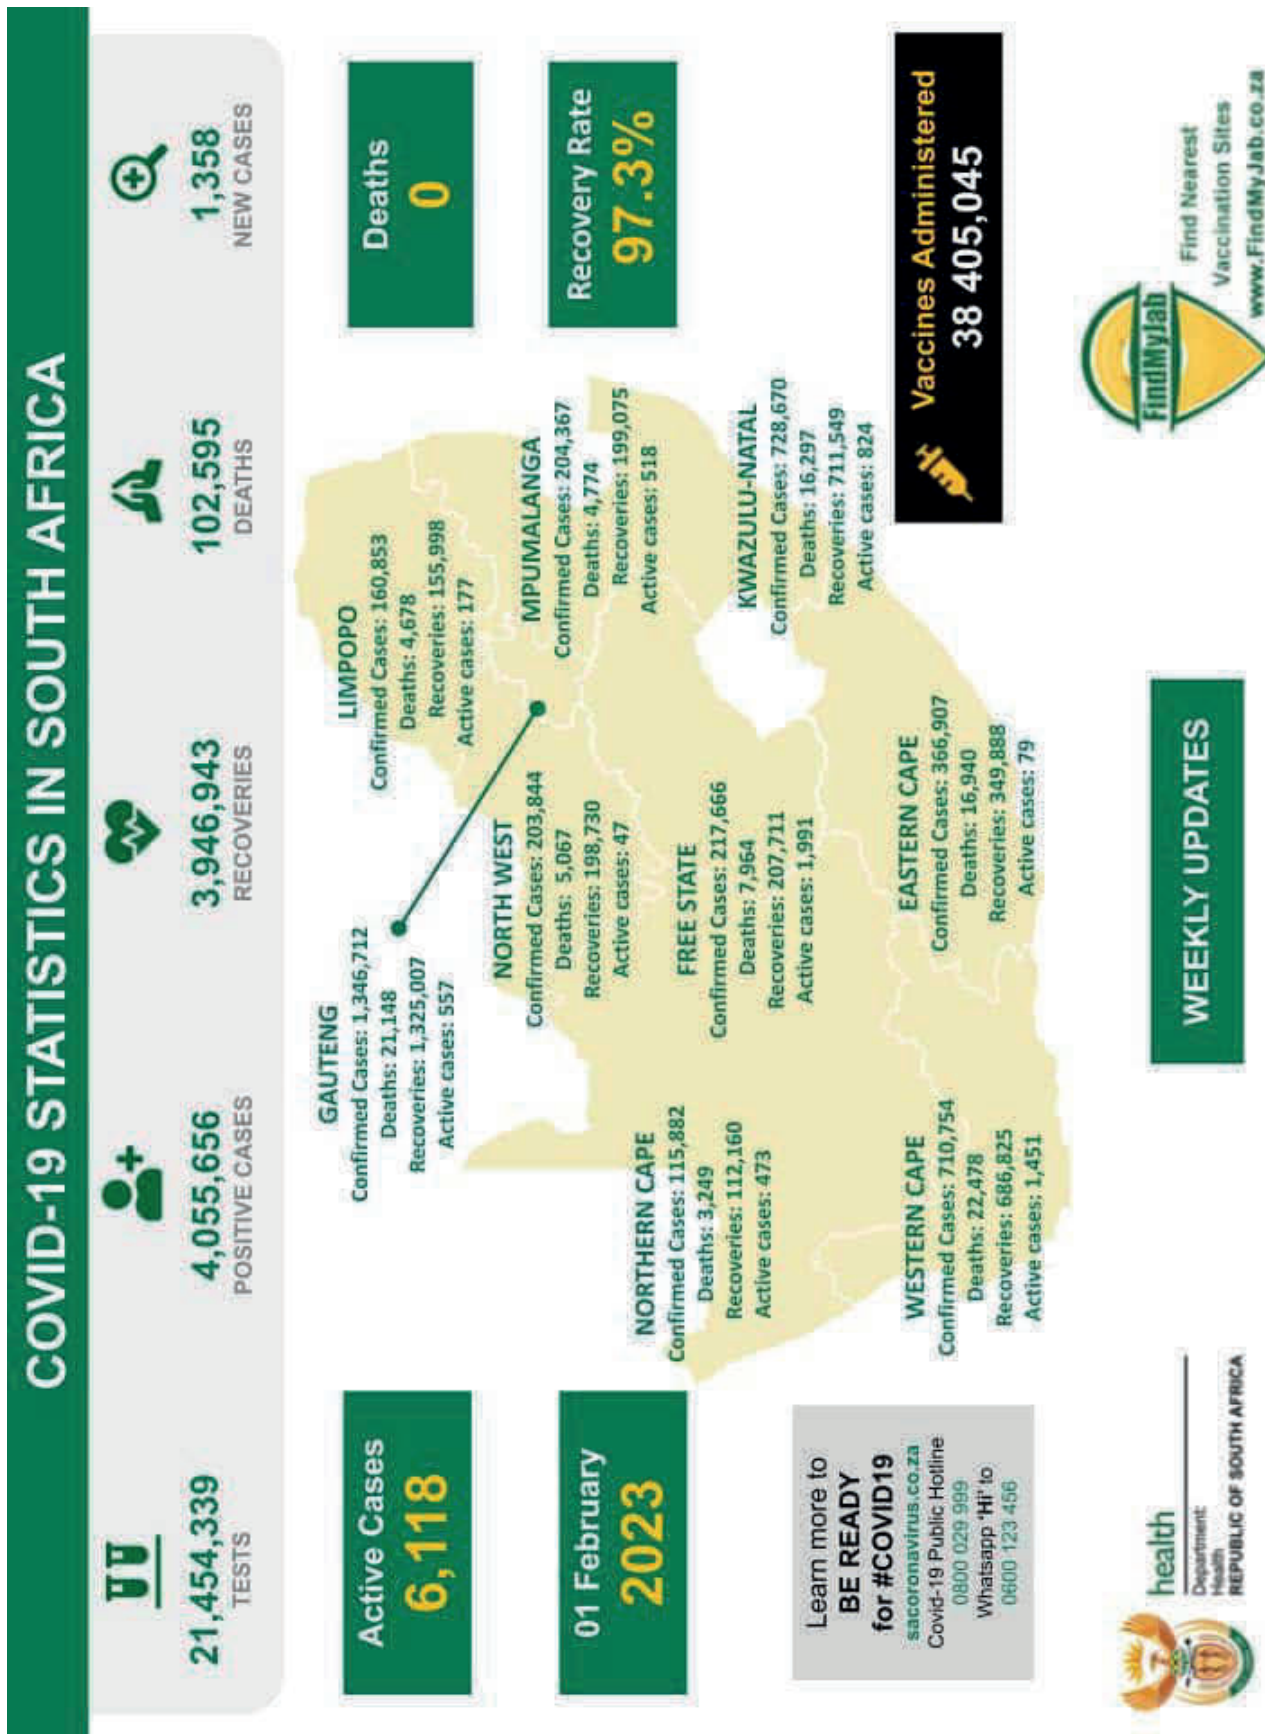 COVID-19 STATISTICS IN SOUTH AFRICA
21,454,339
TESTS
4,055,656
POSITIVE CASES
3,946,943
RECOVERIES
102,595
DEATHS
1,358
NEW CASES
Active Cases
6,118
01 February
2023
Deaths
0
Recovery Rate
97.3%
GAUTENG
Confirmed Cases: 1,346,712
Deaths: 21,148
Recoveries: 1,325,007
Active cases: 557
LIMPOPO
Confirmed Cases: 160,853
Deaths: 4,678
Recoveries: 155,998
Active cases: 177
NORTH WEST
Confirmed Cases: 203,844
Deaths: 5,067
Recoveries: 198,730
Active cases: 47
MPUMALANGA
Confirmed Cases: 204,367
Deaths: 4,774
Recoveries: 199,075
Active cases: 518
NORTHERN CAPE
Confirmed Cases: 115,882
Deaths: 3,249
Recoveries: 112,160
Active cases: 473
FREE STATE
Confirmed Cases: 217,666
Deaths: 7,964
Recoveries: 207,711
Active cases: 1,991
KWAZULU-NATAL
Confirmed Cases: 728,670
Deaths: 16,297
Recoveries: 711,549
Active cases: 824
WESTERN CAPE
Confirmed Cases: 710,754
Deaths: 22,478
Recoveries: 686,825
Active cases: 1,451
EASTERN CAPE
Confirmed Cases: 366,907
Deaths: 16,940
Recoveries: 349,888
Active cases: 79
Vaccines Administered
38 405,045
Learn more to
BE READY
for #COVID19
sacoronavirus.co.za
Covid-19 Public Hotline
0800 029 999
Whatsapp 'Hi' to
0600 123 456
health
Department:
Health
REPUBLIC OF SOUTH AFRICA
WEEKLY UPDATES
FindMyJab
Find Nearest
Vaccination Sites
www.FindMyJab.co.za